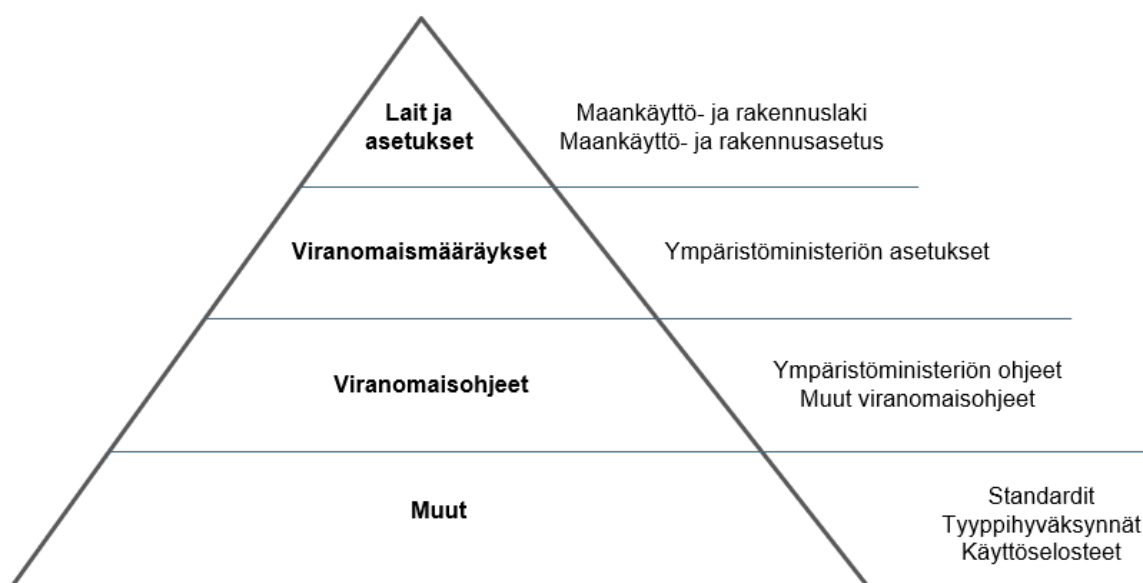 Lait ja
asetukset
Maankäyttö- ja rakennuslaki
Maankäyttö- ja rakennusasetus
Viranomaismääräykset
Ympäristöministeriön asetukset
Viranomaisohjeet
Ympäristöministeriön ohjeet
Muut viranomaisohjeet
Muut
Standardit
Tyyppihyväksynnät
Käyttöselosteet